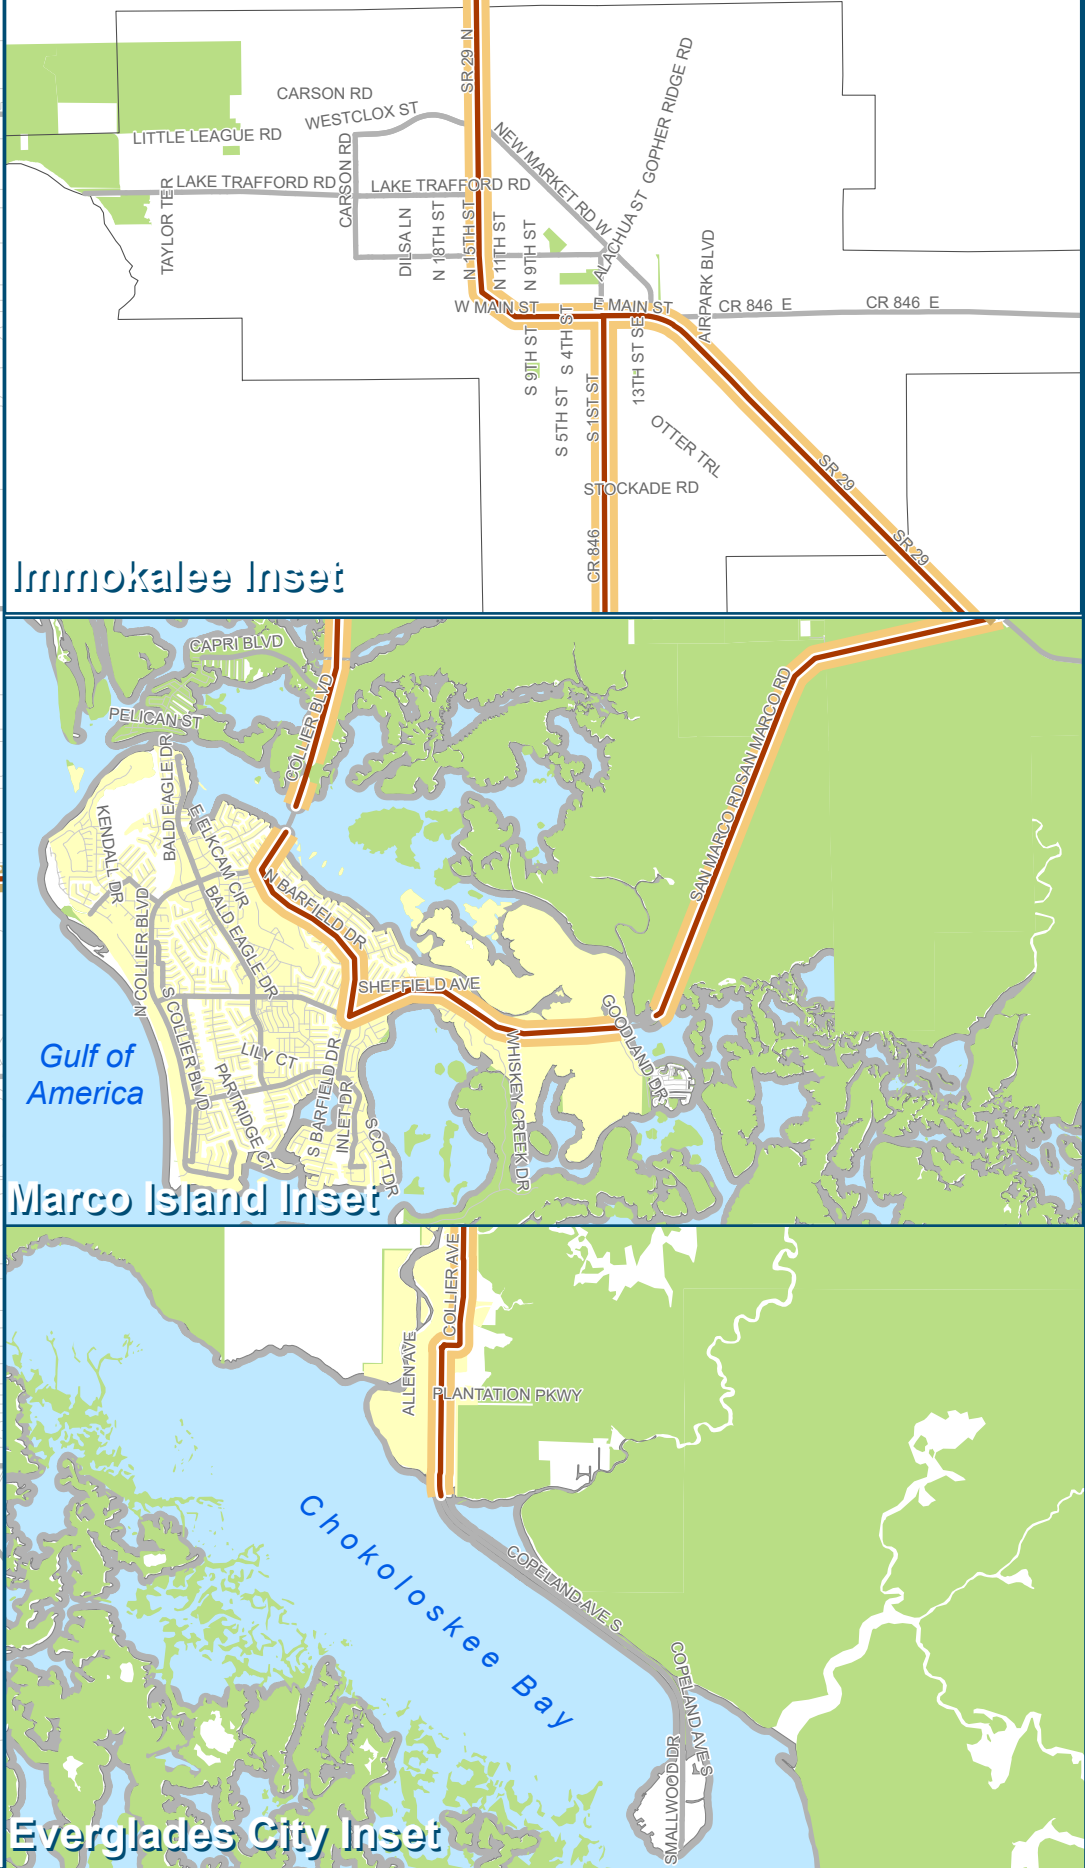 SR 29 N
CARSON RD
WESTCLOX ST
LITTLE LEAGUE RD
NEW MARKET RD W
GOPHER RIDGE RD
CARSON RD
LAKE TRAFFORD RD
LAKE TRAFFORD RD
TAYLOR TER
DILSA LN
N 18TH ST
N 15TH ST
N 11TH ST
N 9TH ST
ALACHUA ST
AIRPARK BLVD
W MAIN ST
E MAIN ST
CR 846 E
CR 846 E
S 9TH ST
S 4TH ST
S 5TH ST
S 1ST ST
13TH ST SE
OTTER TRL
STOCKADE RD
SR 29
SR 29
CR 846
Immokalee Inset
CAPRI BLVD
PELICAN ST
COLLIER BLVD
BALD EAGLE DR
KENDALL DR
E ELKCAM CIR
N BARFIELD DR
BALD EAGLE DR
N COLLIER BLVD
SAN MARCO RD
SAN MARCO RD
SHEFFIELD AVE
S COLLIER BLVD
GOODLAND DR
Gulf of
America
LILY CT
PARTRIDGE CT
S BARFIELD DR
INLET DR
SCOTT DR
WHISKEY CREEK DR
Marco Island Inset
COLLIER AVE
ALLEN AVE
PLANTATION PKWY
Chokoloskee Bay
COPELAND AVE S
COPELAND AVE S
SMALLWOOD DR
Everglades City Inset